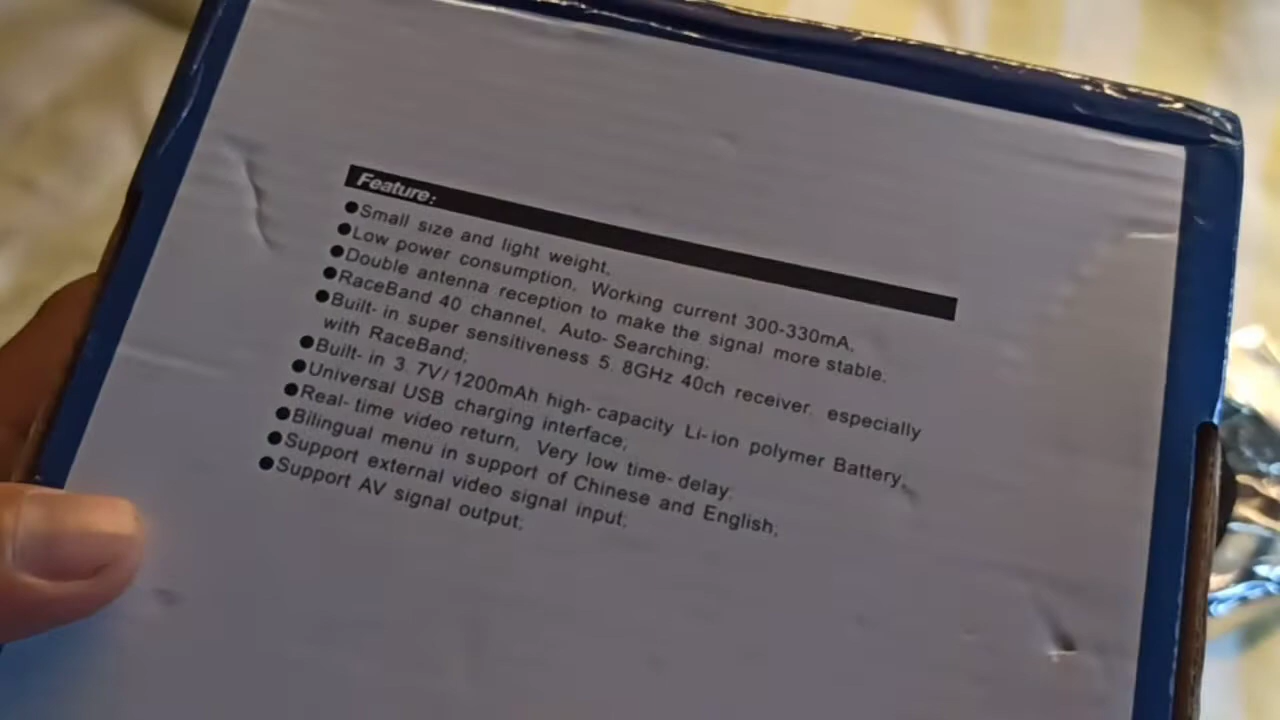 Feature:
●Small size and light weight.
●Low power consumption. Working current 300-330mA.
●Double antenna reception to make the signal more stable.
●RaceBand 40 channel. Auto- Searching;
●Built- in super sensitiveness 5. 8GHz 40ch receiver. especially
with RaceBand;
●Built- in 3. 7V/ 1200mAh high- capacity Li-ion polymer Battery.
●Universal USB charging interface;
●Real- time video return, Very low time- delay.
●Bilingual menu in support of Chinese and English;
●Support external video signal input;
●Support AV signal output;